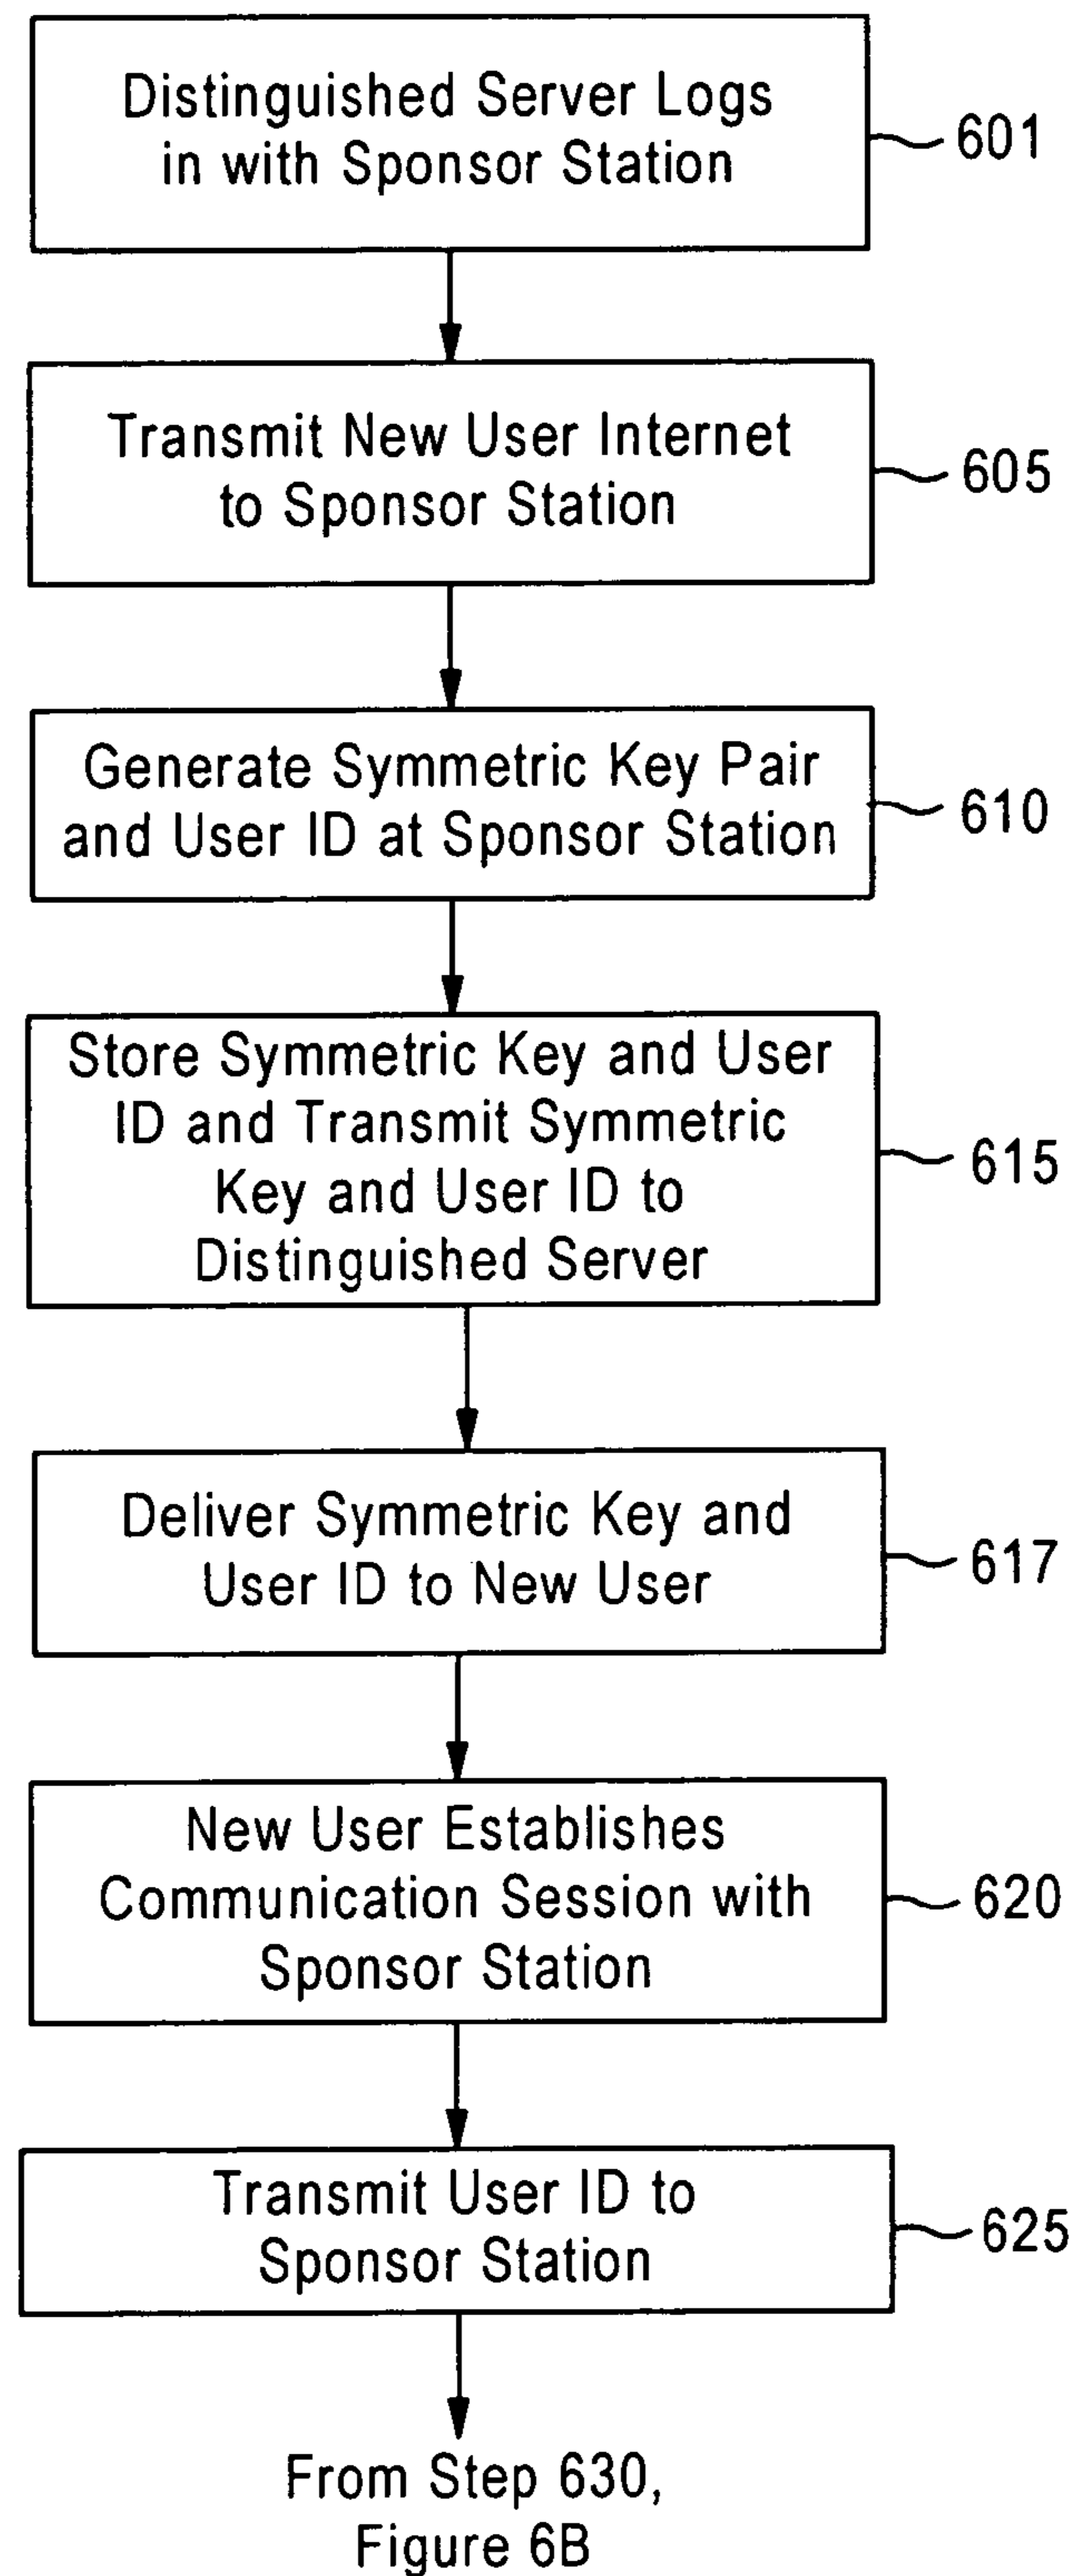 Distinguished Server Logs
in with Sponsor Station
601
Transmit New User Internet
to Sponsor Station
605
Generate Symmetric Key Pair
and User ID at Sponsor Station
610
Store Symmetric Key and User
ID and Transmit Symmetric
Key and User ID to
Distinguished Server
615
Deliver Symmetric Key and
User ID to New User
617
New User Establishes
Communication Session with
Sponsor Station
620
Transmit User ID to
Sponsor Station
625
From Step 630,
Figure 6B